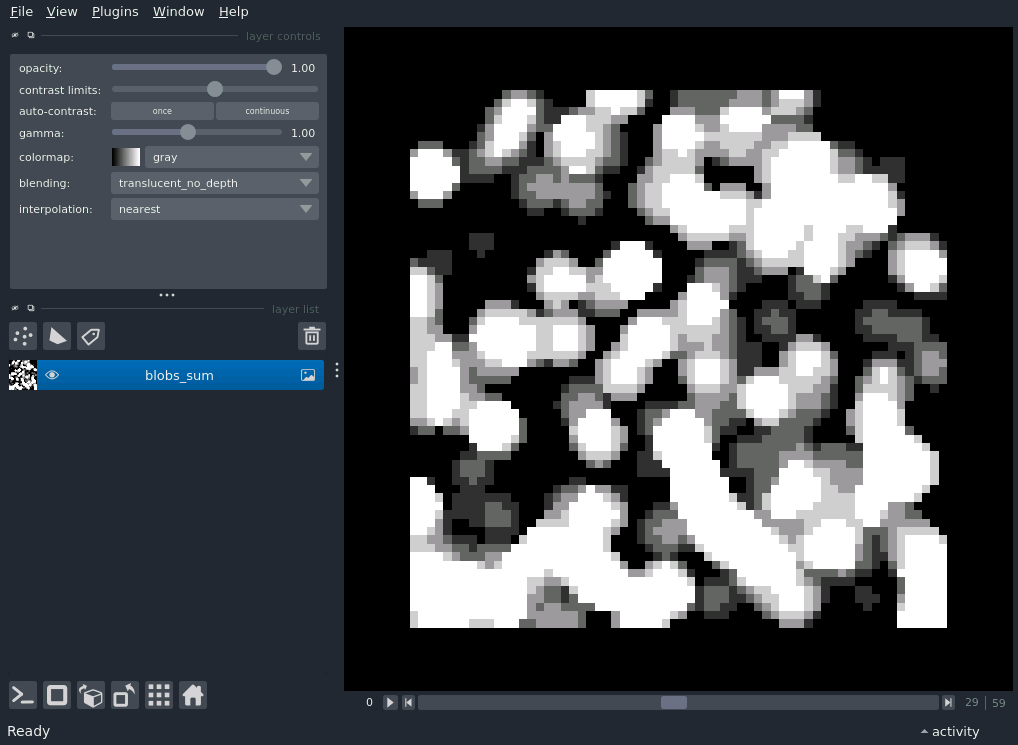 File View Plugins Window Help
layer controls
opacity: 1.00
contrast limits:
auto-contrast: once continuous
gamma: 1.00
colormap: gray
blending: translucent_no_depth
interpolation: nearest
layer list
blobs_sum
0 29 | 59
Ready activity